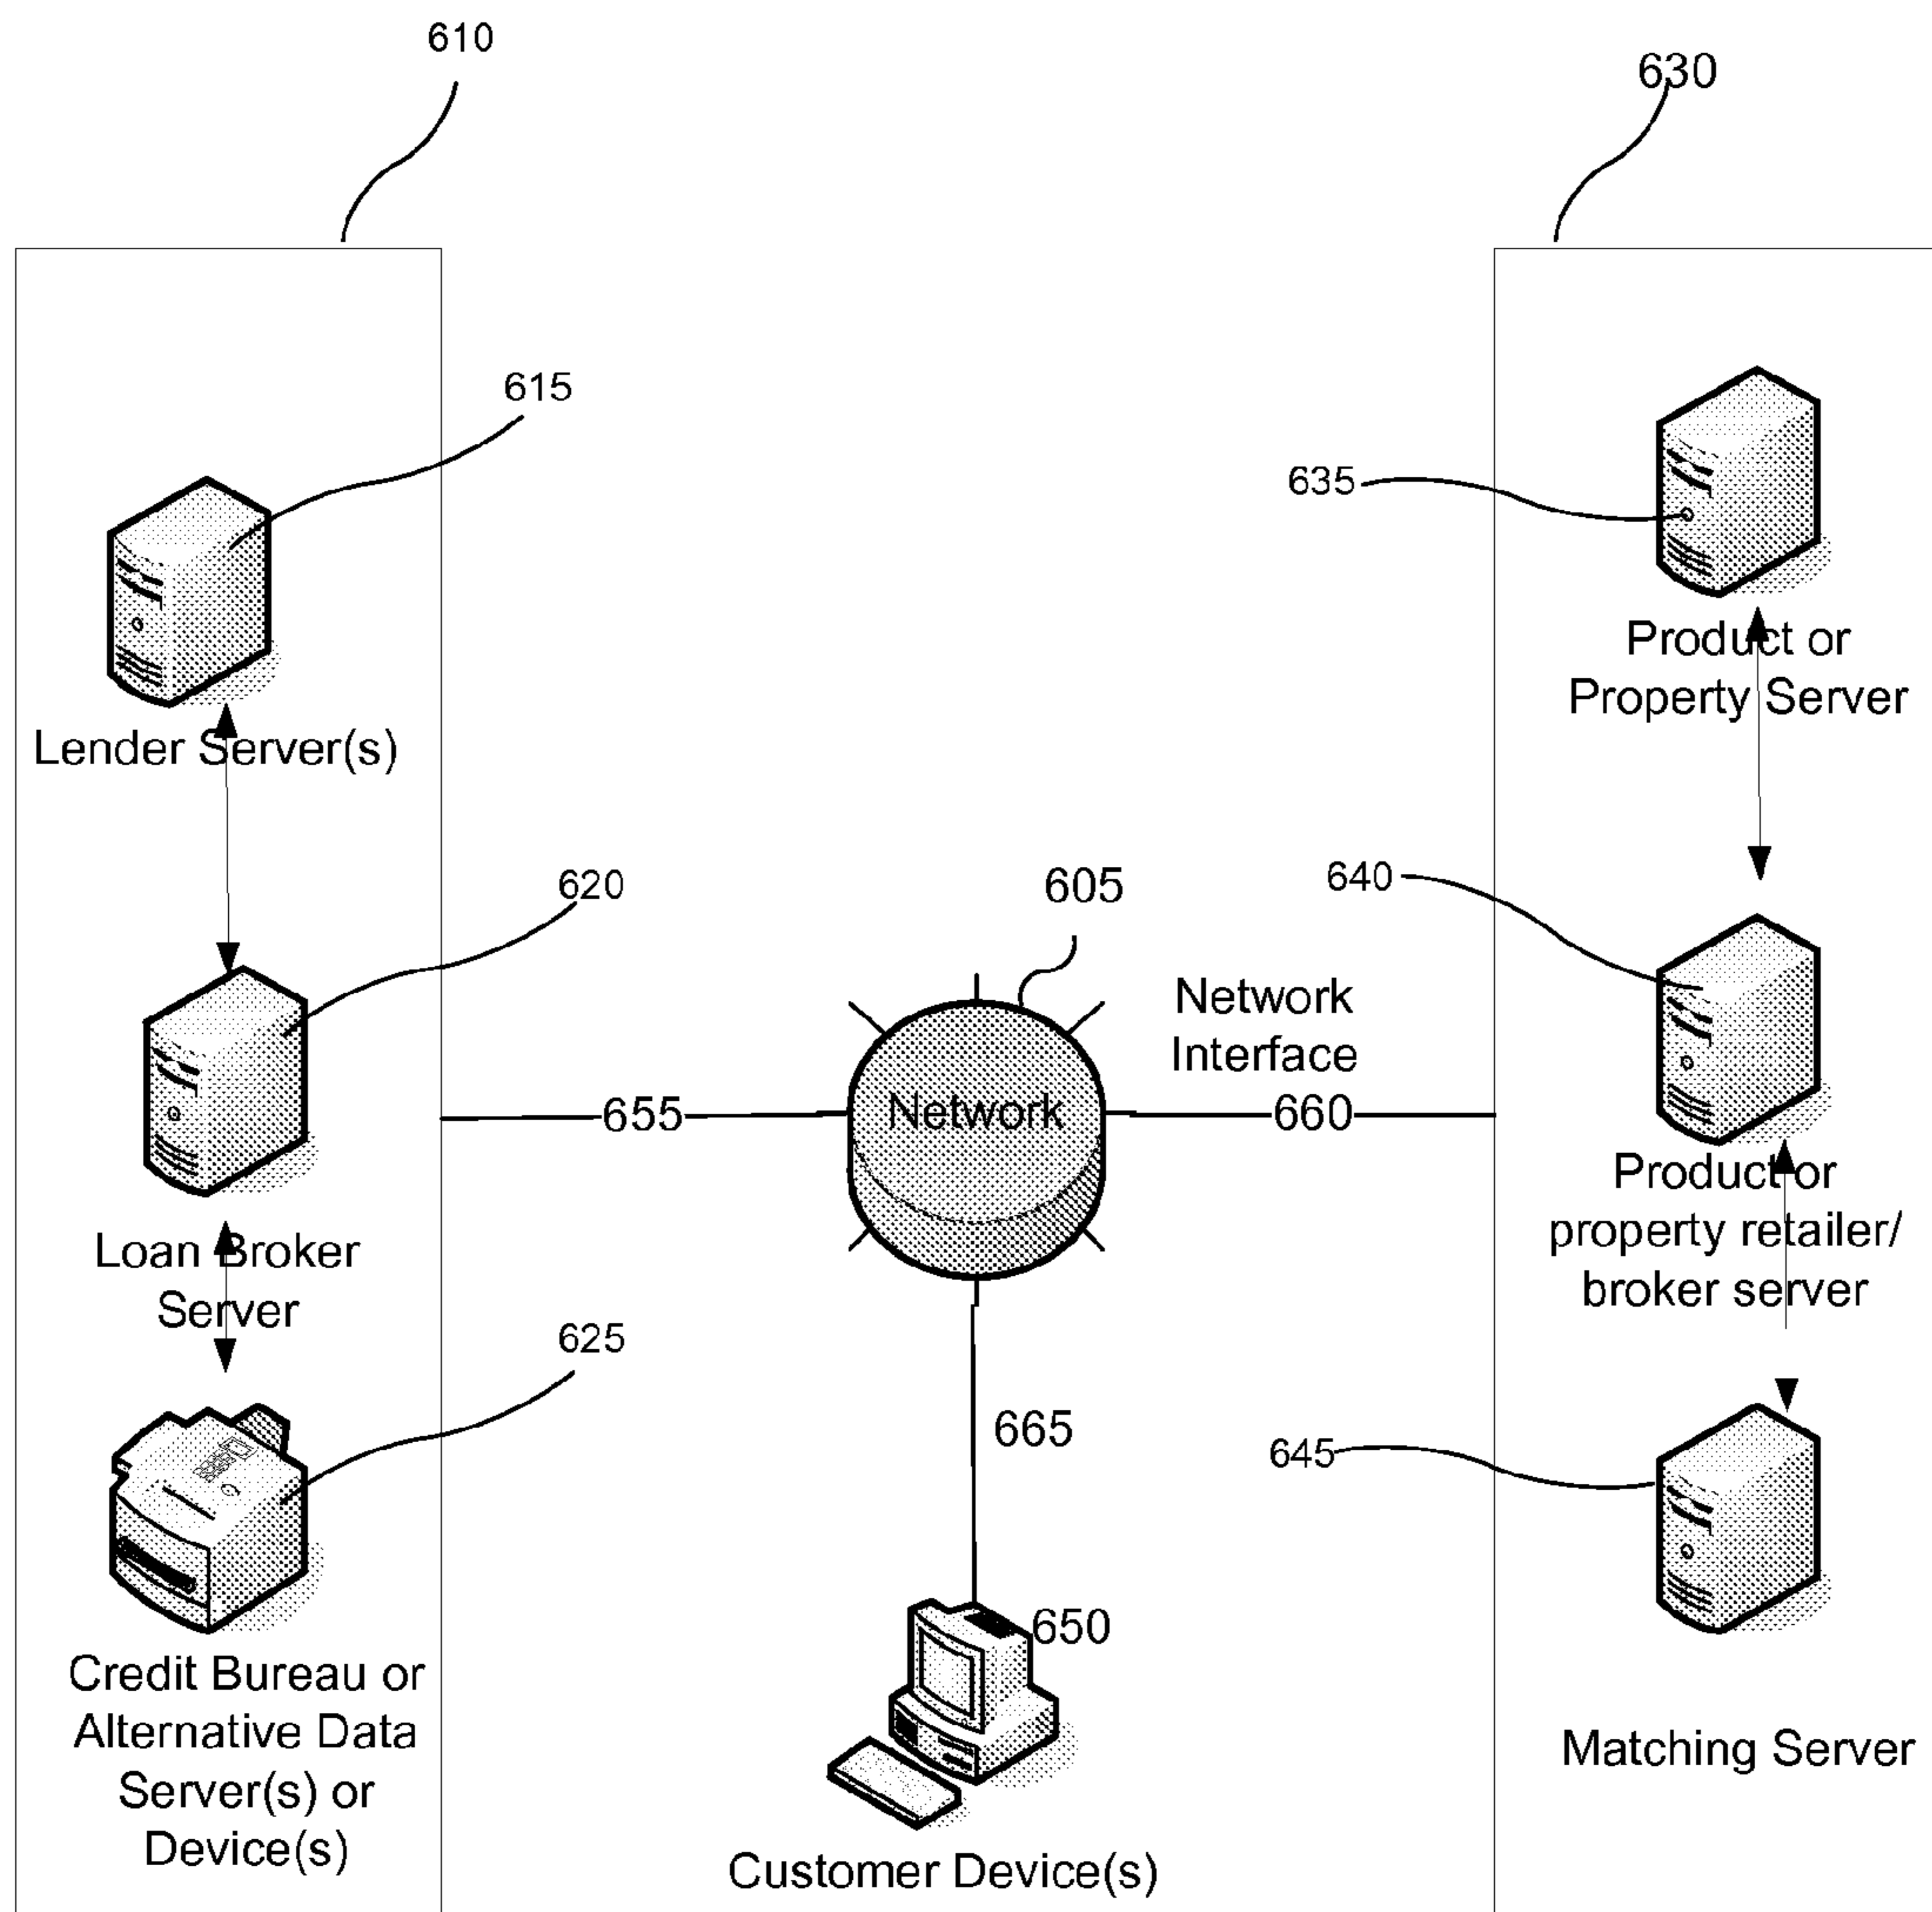 610
630
615
Lender Server(s)
635
Product or
Property Server
620
Loan Broker
Server
605
Network
Network
Interface
655
660
640
Product or
property retailer/
broker server
625
Credit Bureau or
Alternative Data
Server(s) or
Device(s)
665
650
Customer Device(s)
645
Matching Server